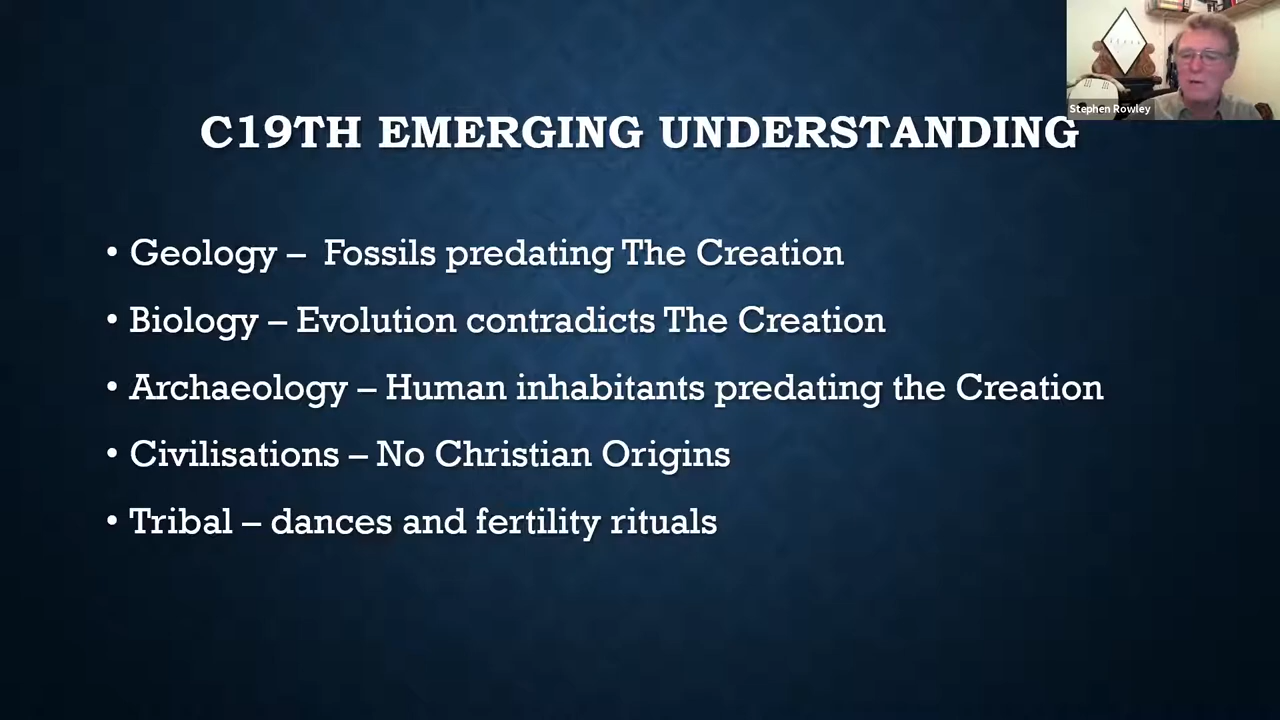 Stephen Rowley
C19TH EMERGING UNDERSTANDING
• Geology – Fossils predating The Creation
• Biology – Evolution contradicts The Creation
• Archaeology – Human inhabitants predating the Creation
• Civilisations – No Christian Origins
• Tribal – dances and fertility rituals